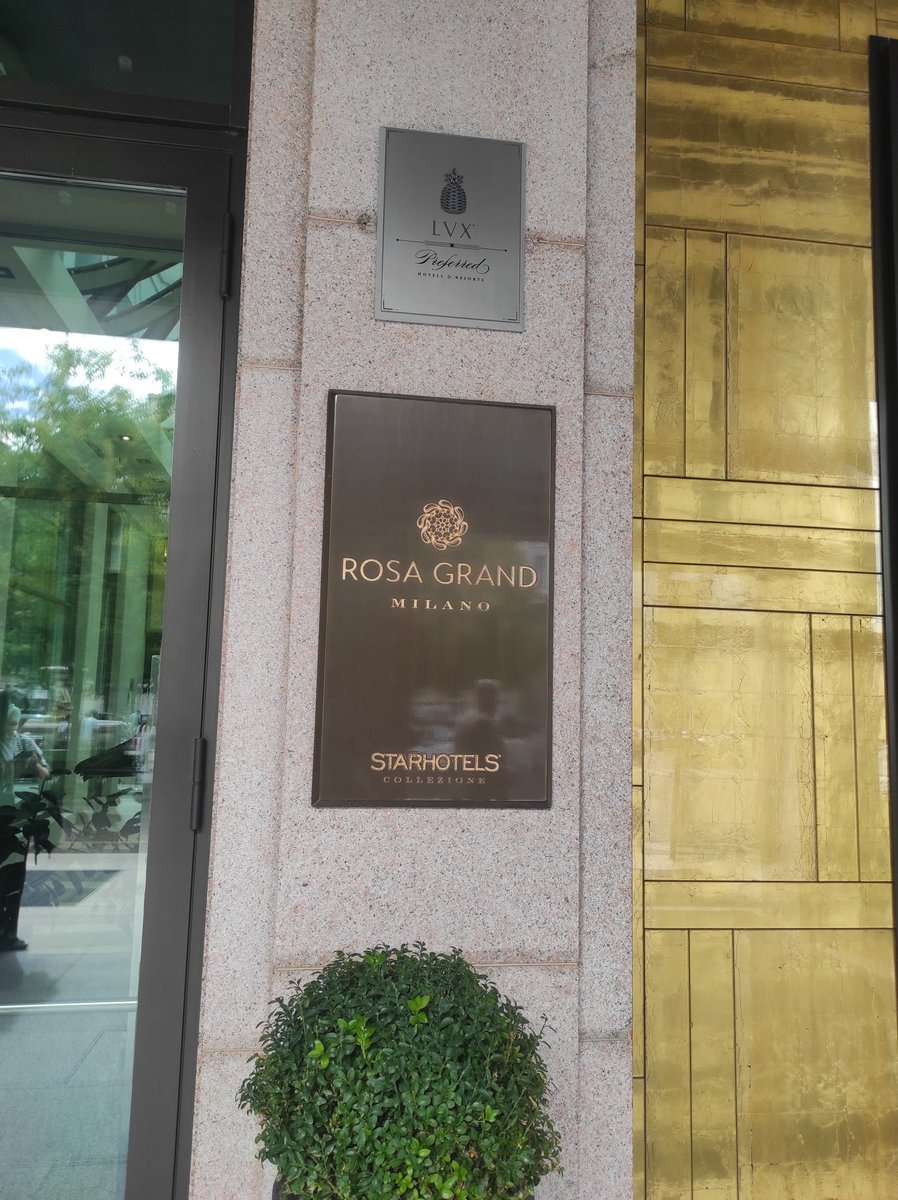 LVX
Preferred
HOTELS & RESORTS
ROSA GRAND
MILANO
STARHOTELS
COLLEZIONE